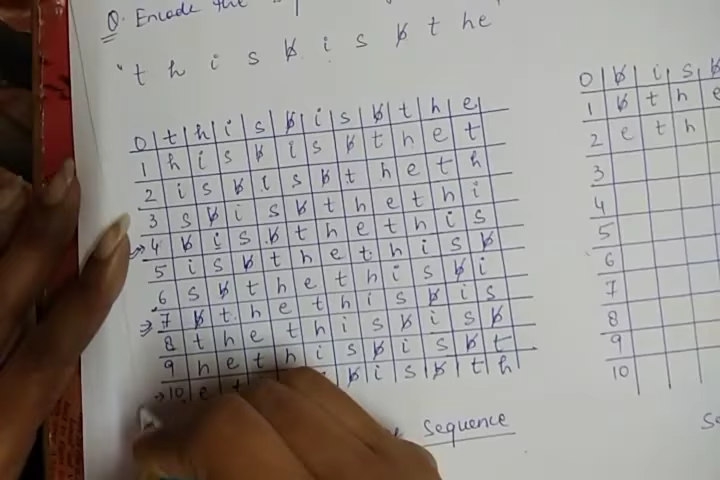 Q. Encode the
"t h i s ƀ i s ƀ t he"
0 t h i s ƀ i s ƀ t h e
1 h i s ƀ i s ƀ t h e t
2 i s ƀ i s ƀ t h e t h
3 s ƀ i s ƀ t h e t h i
4 ƀ i s ƀ t h e t h i s
5 i s ƀ t h e t h i s ƀ
6 s ƀ t h e t h i s ƀ i
7 ƀ t h e t h i s ƀ i s
8 t h e t h i s ƀ i s ƀ
9 h e t h i s ƀ i s ƀ t
10 e t ƀ i s ƀ t h
Sequence
0 ƀ i s ƀ
1 ƀ t h e
2 e t h
3
4
5
6
7
8
9
10